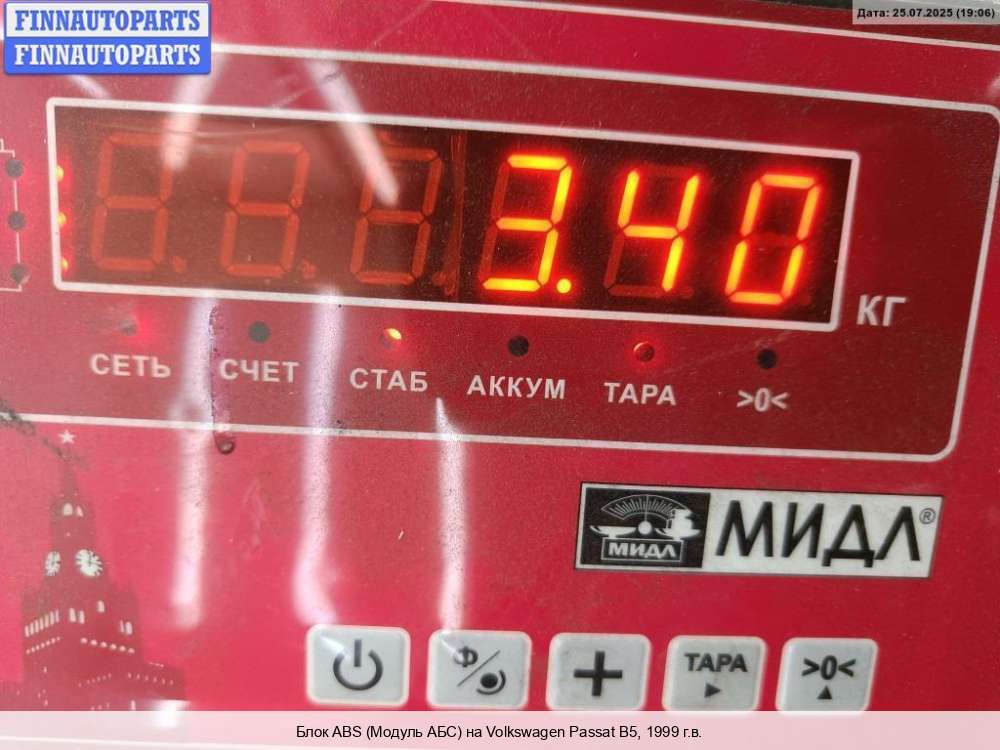 FINNAUTOPARTS
FINNAUTOPARTS
Дата: 25.07.2025 (19:06)
3.40
КГ
СЕТЬ СЧЕТ СТАБ АККУМ ТАРА >0<
МИДЛ МИДЛ®
Ф ТАРА >0<
Блок ABS (Модуль АБС) на Volkswagen Passat B5, 1999 г.в.